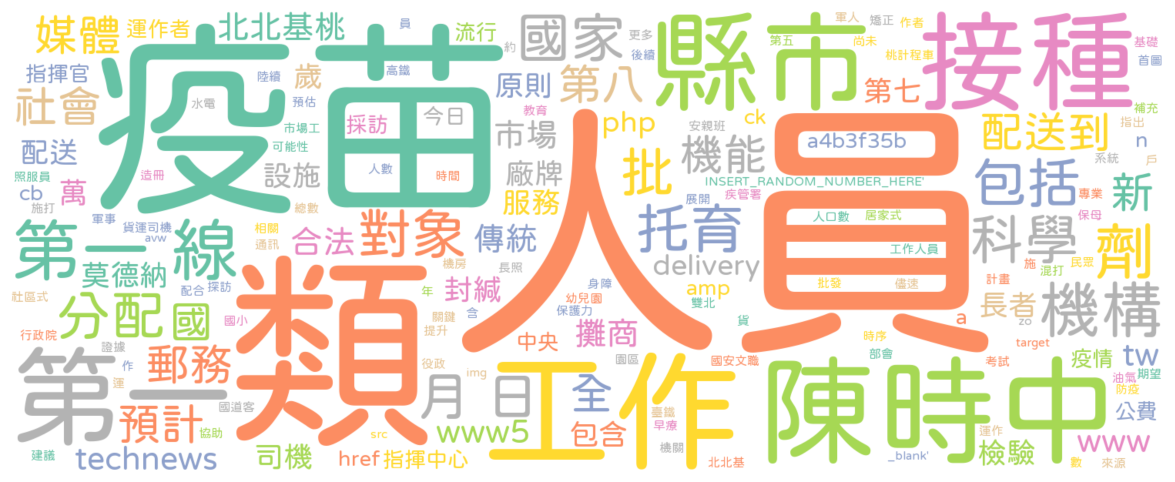 媒體
運作者
北北基桃
員
流行
國家
更多
軍人
矯正
作者
縣市
接種
基礎
首圖
指揮官
陸續
疫苗
約
高鐵
原則
第八
後續
第五
尚未
桃計程車
第七
社會
歲
預估
水電
採訪
今日
教育
市場
php
ck
安親班
a4b3f35b
配送到
補充
指出
n
配送
市場工
可能性
設施
廠牌
批
機能
包括
系統
戶
照服員
cb
萬
造冊
人數
時間
服務
INSERT_RANDOM_NUMBER_HERE`
疾管署
專業
新
施打
軍事
貨運司機
總數
人員
展開
人口數
居家式
保母
第一線
avw
相關
通訊
合法
對象
傳統
托育
delivery
工作人員
科學
施
混打
民眾
劑
莫德納
配合
探訪
機房
長照
封緘
身障
幼兒園
保護力
amp
雙北
批發
儘速
計畫
長者
機構
社區式
分配
國
國小
類
年
關鍵
提升
含
攤商
貨
a
zo
行政院
證據
作
運
郵務
中央
園區
國安文職
時序
部會
考試
target
疫情
tw
期望
第一
國道客
役政
img
月
日
工作
全
臺鐵
早療
陳時中
油氣
防疫
公費
預計
協助
www5
包含
建議
technews
司機
src
href
指揮中心
機關
北北基
_blank'
運作
檢驗
www
數
來源